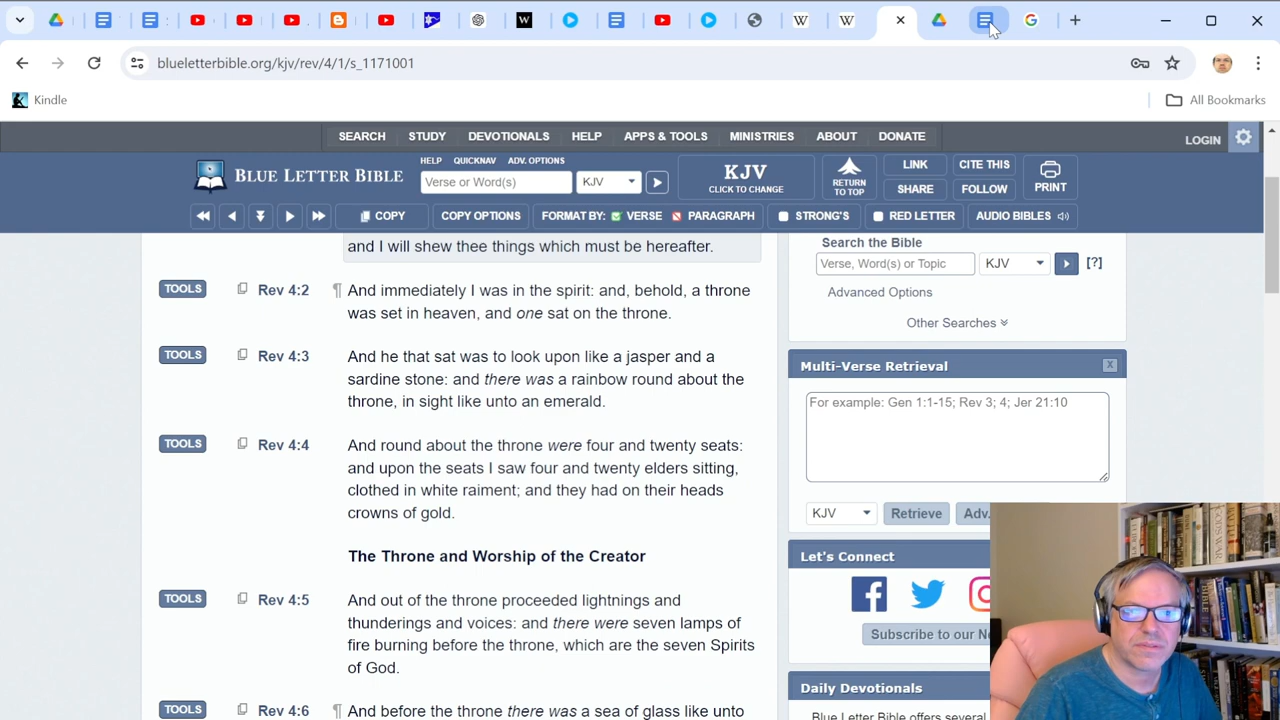 blueletterbible.org/kjv/rev/4/1/s_1171001
Kindle
All Bookmarks
SEARCH STUDY DEVOTIONALS HELP APPS & TOOLS MINISTRIES ABOUT DONATE
LOGIN
HELP QUICKNAV ADV. OPTIONS
BLUE LETTER BIBLE
Verse or Word(s)
KJV
KJV
CLICK TO CHANGE
RETURN
TO TOP
LINK
CITE THIS
SHARE
FOLLOW
PRINT
COPY COPY OPTIONS FORMAT BY: VERSE PARAGRAPH STRONG'S RED LETTER AUDIO BIBLES
and I will shew thee things which must be hereafter.
TOOLS Rev 4:2 ¶ And immediately I was in the spirit: and, behold, a throne
was set in heaven, and one sat on the throne.
TOOLS Rev 4:3 And he that sat was to look upon like a jasper and a
sardine stone: and there was a rainbow round about the
throne, in sight like unto an emerald.
TOOLS Rev 4:4 And round about the throne were four and twenty seats:
and upon the seats I saw four and twenty elders sitting,
clothed in white raiment; and they had on their heads
crowns of gold.
The Throne and Worship of the Creator
TOOLS Rev 4:5 And out of the throne proceeded lightnings and
thunderings and voices: and there were seven lamps of
fire burning before the throne, which are the seven Spirits
of God.
TOOLS Rev 4:6 ¶ And before the throne there was a sea of glass like unto
Search the Bible
Verse, Word(s) or Topic KJV [?]
Advanced Options
Other Searches
Multi-Verse Retrieval X
For example: Gen 1:1-15; Rev 3; 4; Jer 21:10
KJV Retrieve Adv.
Let's Connect
Subscribe to our Ne
Daily Devotionals
Blue Letter Bible offers several